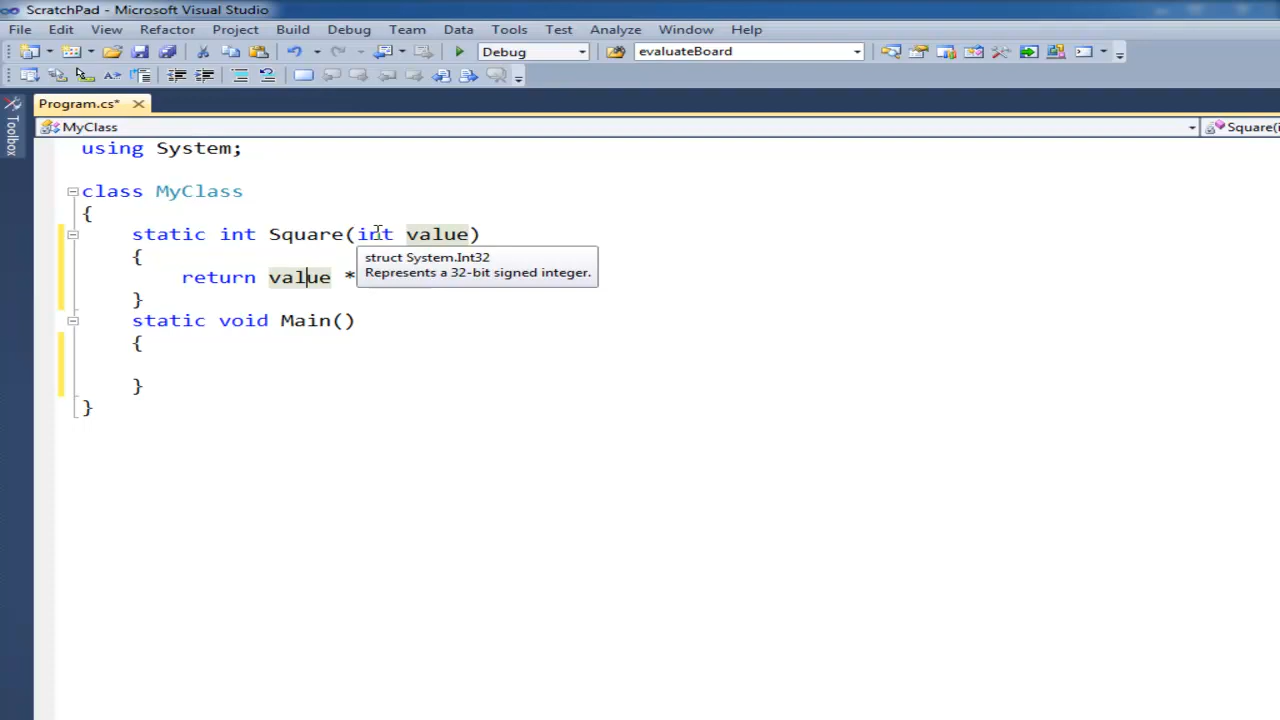 ScratchPad - Microsoft Visual Studio
File Edit View Refactor Project Build Debug Team Data Tools Test Analyze Window Help
Debug evaluateBoard
Program.cs*
Toolbox
MyClass Square(i
using System;
class MyClass
{
static int Square(int value)
{
struct System.Int32
Represents a 32-bit signed integer.
return value *
}
static void Main()
{
}
}